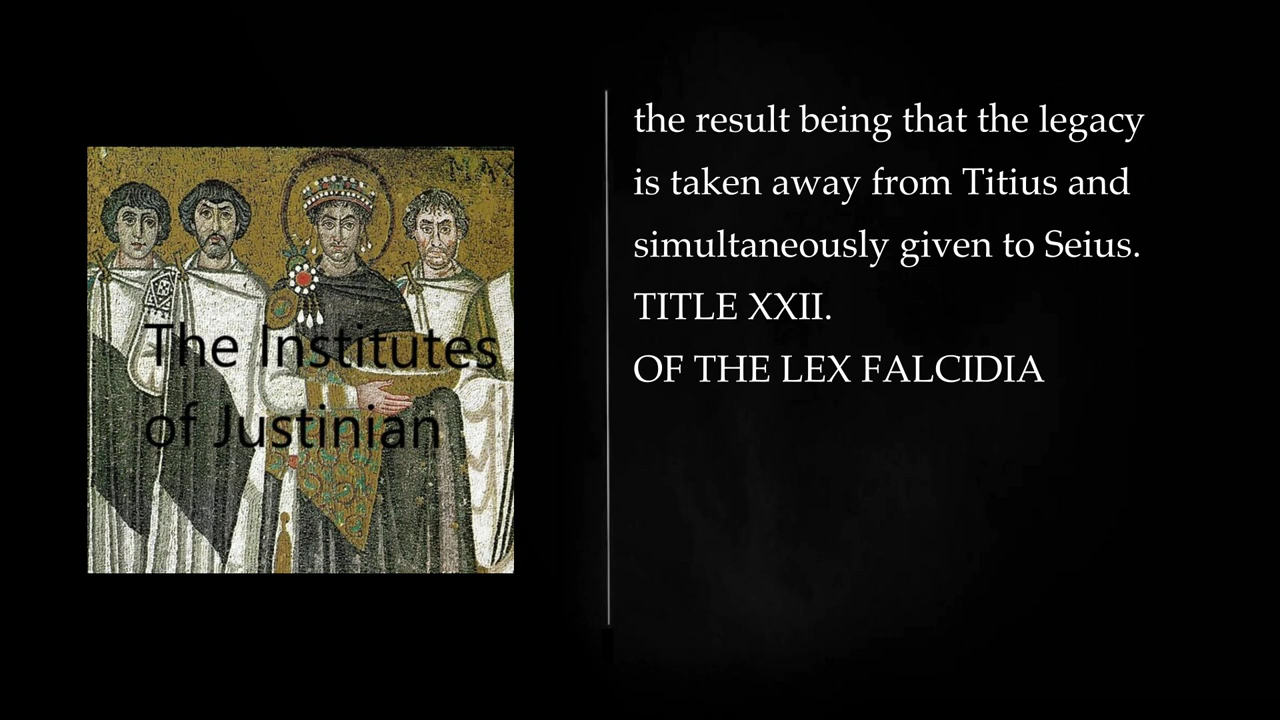 The Institutes
of Justinian
the result being that the legacy
is taken away from Titius and
simultaneously given to Seius.
TITLE XXII.
OF THE LEX FALCIDIA